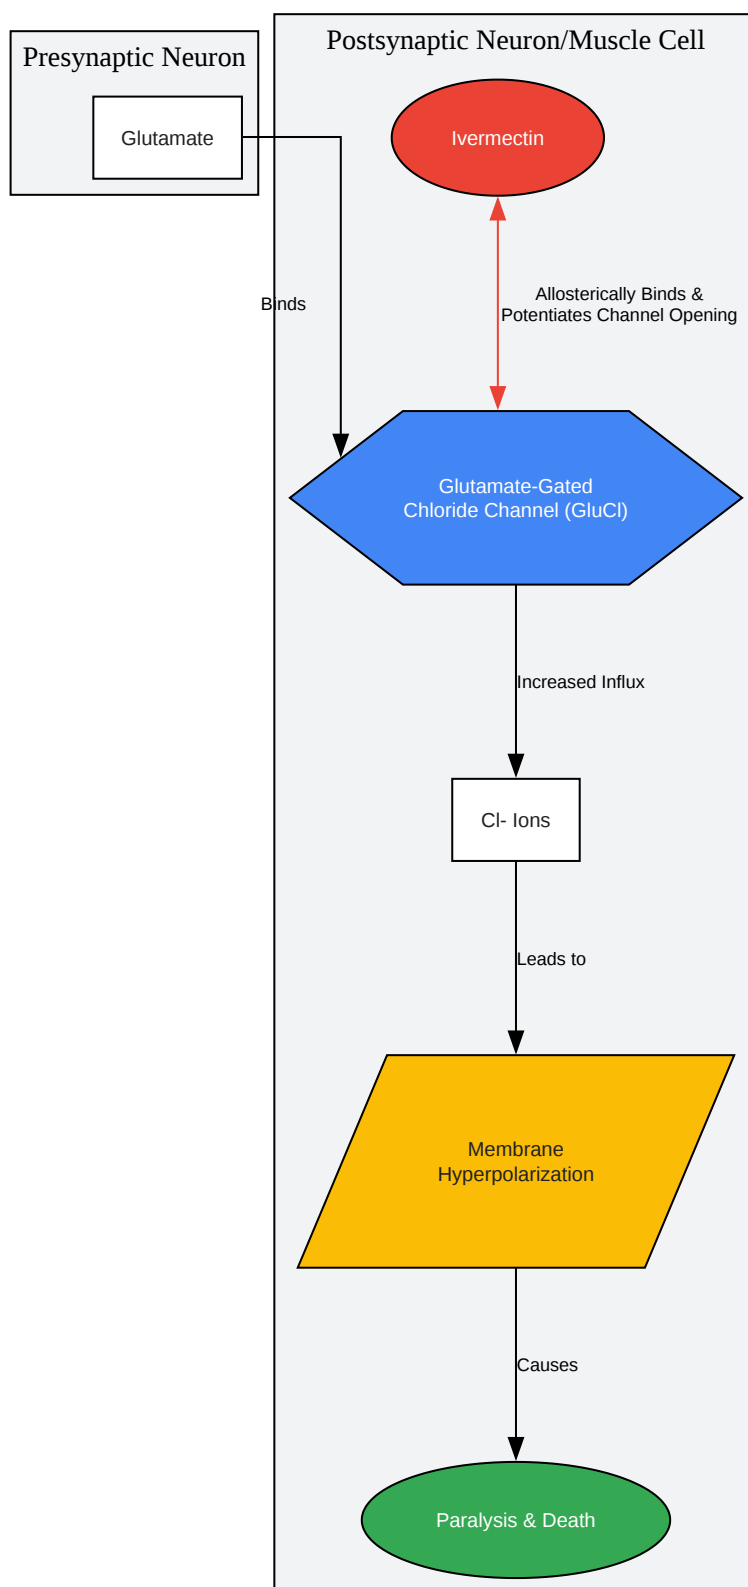 Presynaptic Neuron
Postsynaptic Neuron/Muscle Cell
Glutamate
Ivermectin
Binds
Allosterically Binds &
Potentiates Channel Opening
Glutamate-Gated
Chloride Channel (GluCl)
Increased Influx
Cl- Ions
Leads to
Membrane
Hyperpolarization
Causes
Paralysis & Death